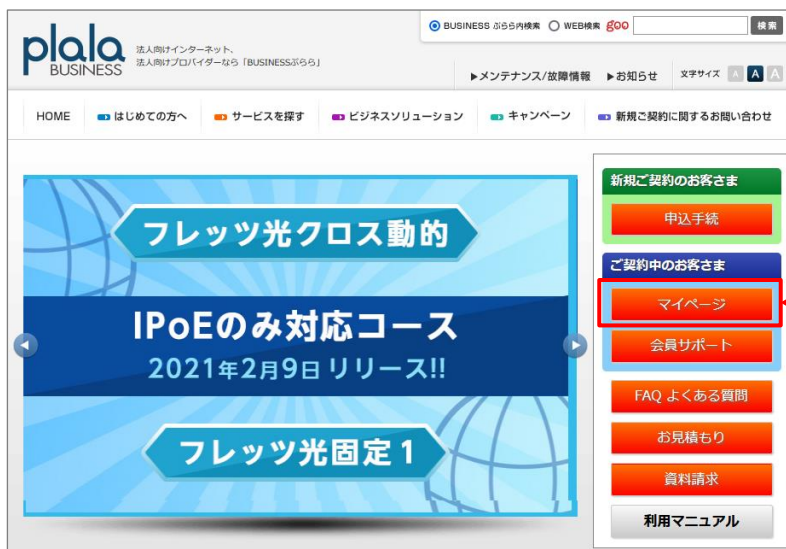 BUSINESS ぷらら内検索 WEB検索 goo 検索
plala
BUSINESS
法人向けインターネット、
法人向けプロバイダーなら「BUSINESSぷらら」
▶メンテナンス/故障情報 ▶お知らせ 文字サイズ A A A
HOME はじめての方へ サービスを探す ビジネスソリューション キャンペーン 新規ご契約に関するお問い合わせ
フレッツ光クロス動的
IPoEのみ対応コース
2021年2月9日リリース!!
フレッツ光固定1
新規ご契約のお客さま
申込手続
ご契約中のお客さま
マイページ
会員サポート
FAQ よくある質問
お見積もり
資料請求
利用マニュアル